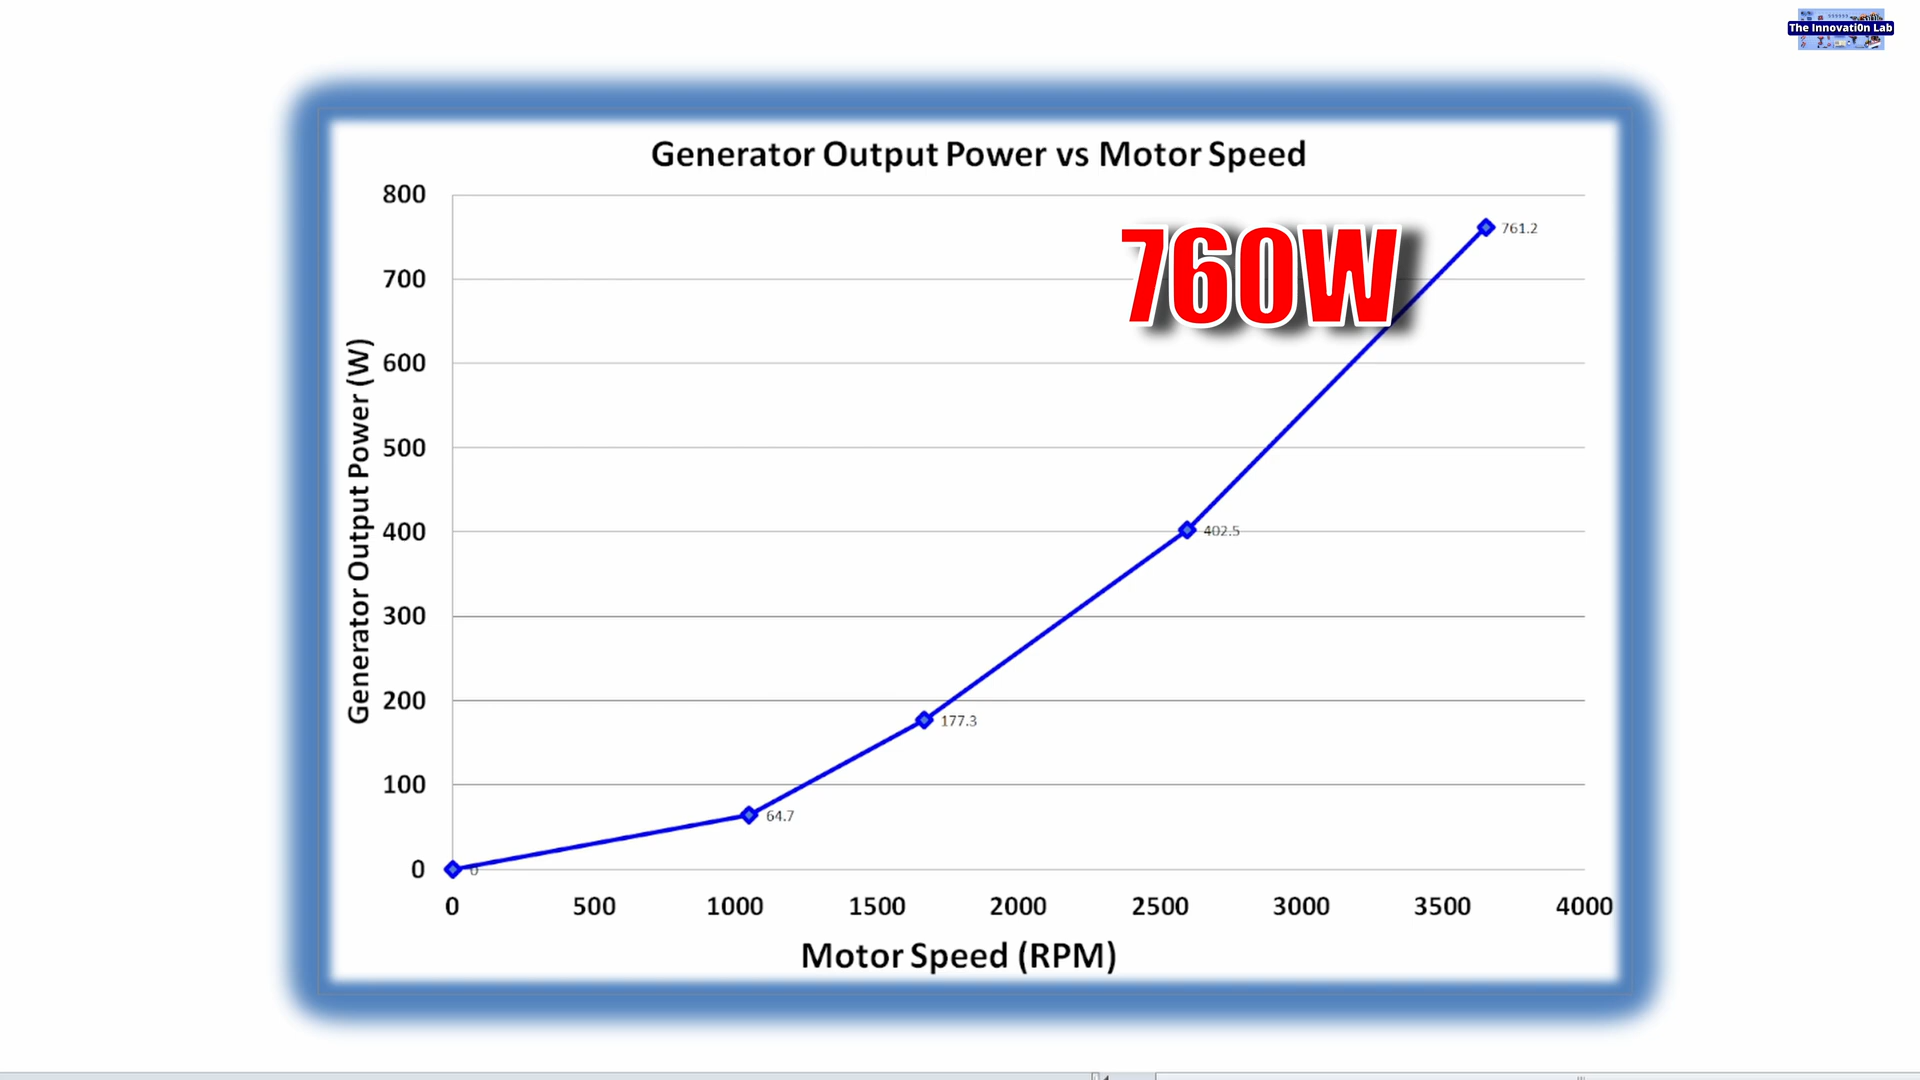 The Innovati0n Lab
Generator Output Power vs Motor Speed
800
700
600
500
400
300
200
100
0
Generator Output Power (W)
760W
761.2
402.5
177.3
64.7
0
0 500 1000 1500 2000 2500 3000 3500 4000
Motor Speed (RPM)